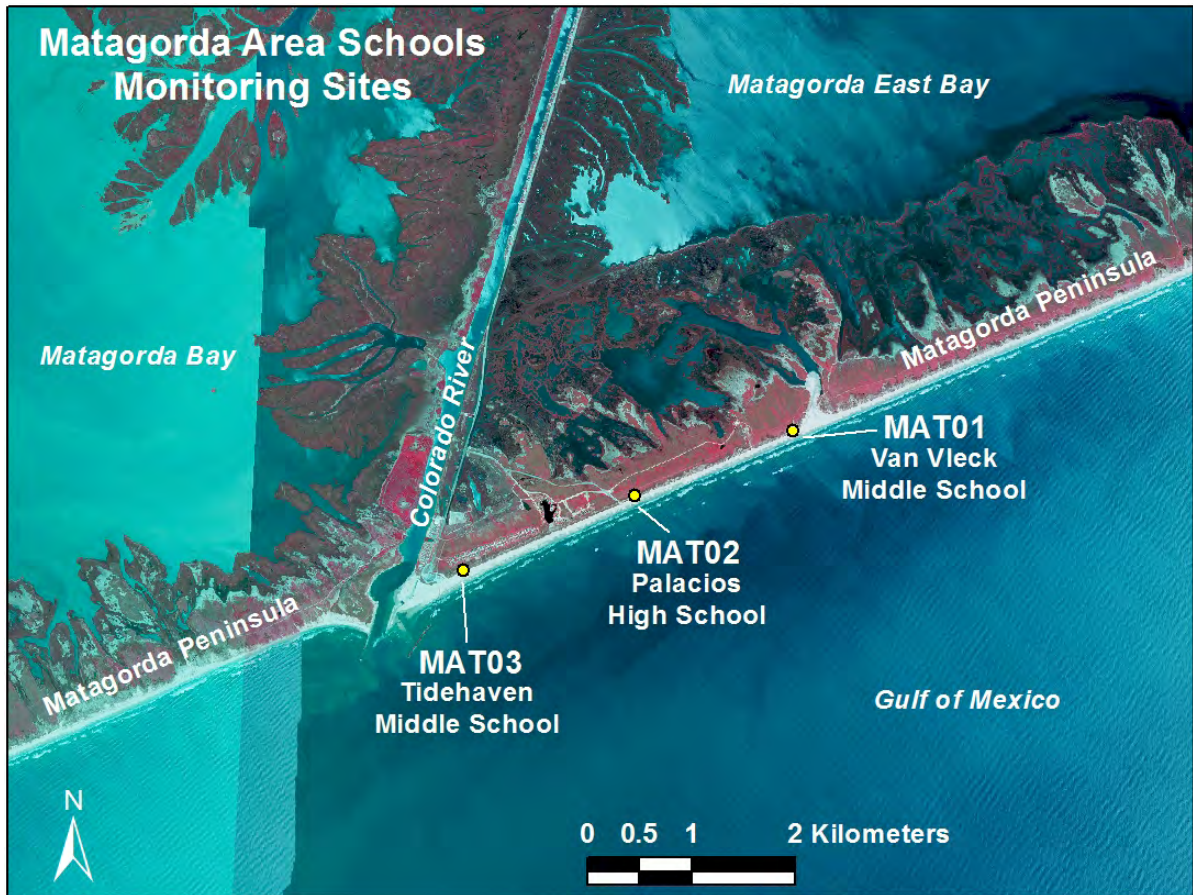 Matagorda Area Schools
Monitoring Sites
Matagorda East Bay
Matagorda Bay
Colorado River
Matagorda Peninsula
MAT01
Van Vleck
Middle School
MAT02
Palacios
High School
MAT03
Tidehaven
Middle School
Matagorda Peninsula
Gulf of Mexico
N
0 0.5 1 2 Kilometers